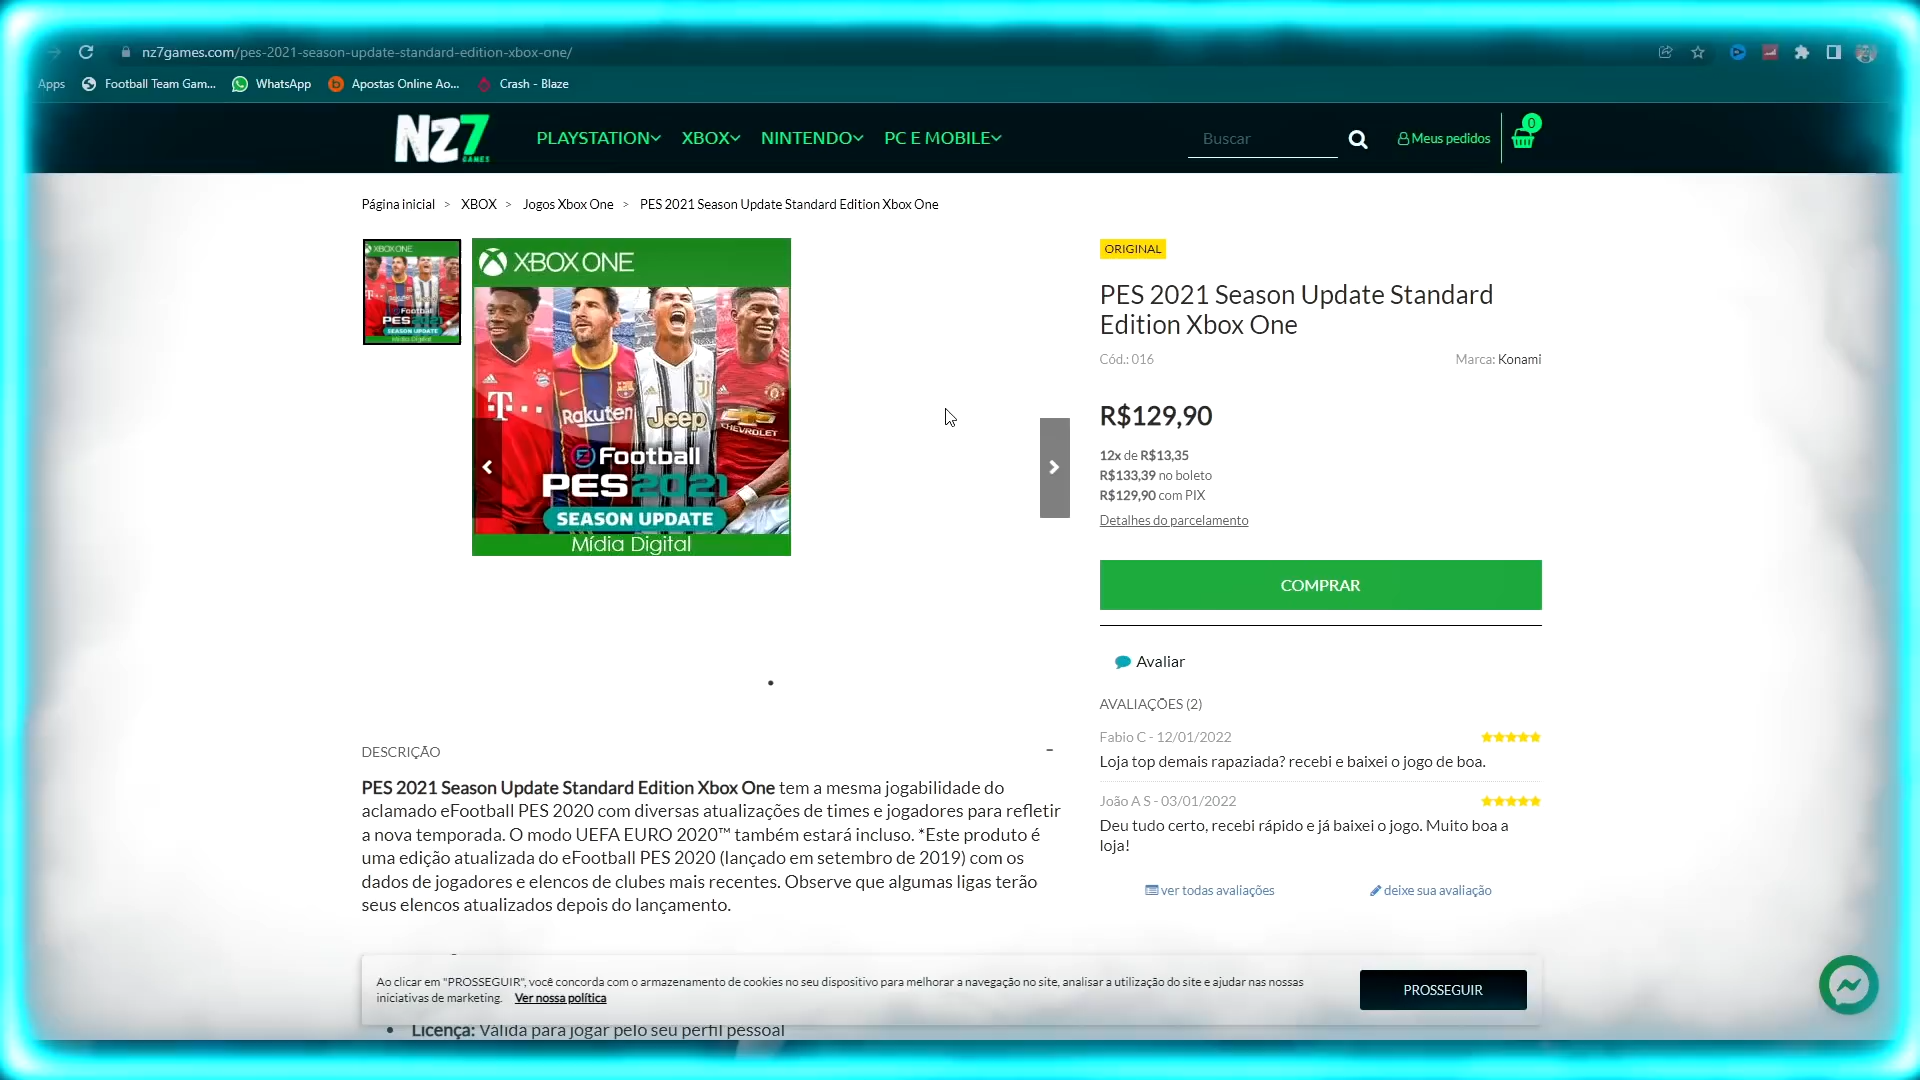 nz7games.com/pes-2021-season-update-standard-edition-xbox-one/
Apps
Football Team Gam...
WhatsApp
Apostas Online Ao...
Crash - Blaze
NZ7
GAMES
PLAYSTATION
XBOX
NINTENDO
PC E MOBILE
Buscar
Meus pedidos
0
Página inicial > XBOX > Jogos Xbox One > PES 2021 Season Update Standard Edition Xbox One
XBOX ONE
T..
Rakuten
Jeep
CHEVROLET
eFootball
PES2021
SEASON UPDATE
Mídia Digital
XBOX ONE
Football
PES 2021
SEASON UPDATE
Mídia Digital
ORIGINAL
PES 2021 Season Update Standard
Edition Xbox One
Cód.: 016
Marca: Konami
R$129,90
12x de R$13,35
R$133,39 no boleto
R$129,90 com PIX
Detalhes do parcelamento
COMPRAR
Avaliar
AVALIAÇÕES (2)
Fabio C - 12/01/2022
Loja top demais rapaziada? recebi e baixei o jogo de boa.
João A S - 03/01/2022
Deu tudo certo, recebi rápido e já baixei o jogo. Muito boa a
loja!
ver todas avaliações
deixe sua avaliação
DESCRIÇÃO
PES 2021 Season Update Standard Edition Xbox One tem a mesma jogabilidade do
aclamado eFootball PES 2020 com diversas atualizações de times e jogadores para refletir
a nova temporada. O modo UEFA EURO 2020™ também estará incluso. *Este produto é
uma edição atualizada do eFootball PES 2020 (lançado em setembro de 2019) com os
dados de jogadores e elencos de clubes mais recentes. Observe que algumas ligas terão
seus elencos atualizados depois do lançamento.
Ao clicar em "PROSSEGUIR", você concorda com o armazenamento de cookies no seu dispositivo para melhorar a navegação no site, analisar a utilização do site e ajudar nas nossas
iniciativas de marketing. Ver nossa política
PROSSEGUIR
Licença: Válida para jogar pelo seu perfil pessoal